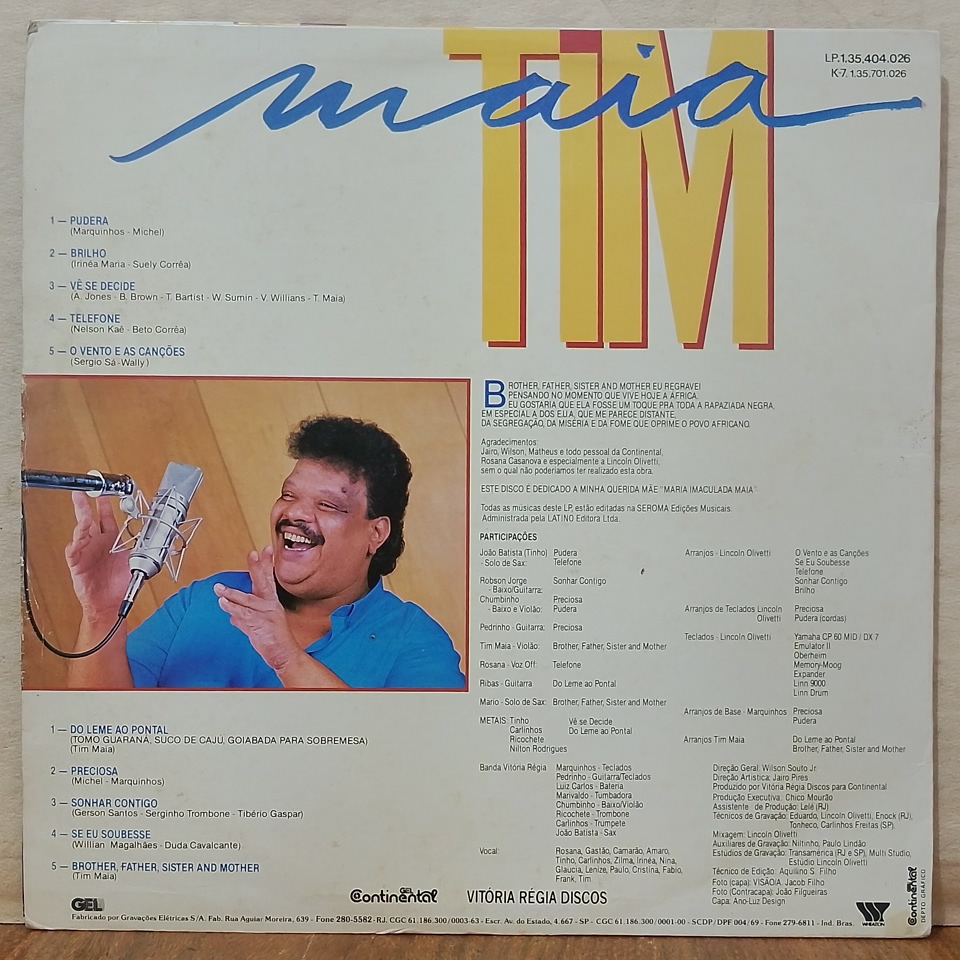 maia
TIM
LP.1.35.404.026
K-7. 1.35.701.026
1 — PUDERA
(Marquinhos - Michel)
2 — BRILHO
(Irinéa Maria - Suely Corrêa)
3 — VÊ SE DECIDE
(A. Jones - B. Brown - T. Bartist - W. Sumin - V. Willians - T. Maia)
4 — TELEFONE
(Nelson Kaê - Beto Corrêa)
5 — O VENTO E AS CANÇÕES
(Sergio Sá - Wally)
BROTHER, FATHER, SISTER AND MOTHER EU REGRAVEI
PENSANDO NO MOMENTO QUE VIVE HOJE A AFRICA.
EU GOSTARIA QUE ELA FOSSE UM TOQUE PRA TODA A RAPAZIADA NEGRA,
EM ESPECIAL A DOS E.U.A, QUE ME PARECE DISTANTE,
DA SEGREGAÇÃO, DA MISÉRIA E DA FOME QUE OPRIME O POVO AFRICANO.
Agradecimentos:
Jairo, Wilson, Matheus e todo pessoal da Continental,
Rosana Casanova e especialmente a Lincoln Olivetti,
sem o qual não poderiamos ter realizado esta obra.
ESTE DISCO É DEDICADO A MINHA QUERIDA MÃE "MARIA IMACULADA MAIA"
Todas as músicas deste LP, estão editadas na SEROMA Edições Musicais.
Administrada pela LATINO Editora Ltda.
PARTICIPAÇÕES
João Batista (Tinho) Pudera
- Solo de Sax: Telefone
Robson Jorge Sonhar Contigo
- Baixo/Guitarra:
Chumbinho Preciosa
- Baixo e Violão: Pudera
Pedrinho - Guitarra: Preciosa
Tim Maia - Violão: Brother, Father, Sister and Mother
Rosana - Voz Off: Telefone
Ribas - Guitarra Do Leme ao Pontal
Mario - Solo de Sax: Brother, Father, Sister and Mother
METAIS: Tinho Vê se Decide
Carlinhos Do Leme ao Pontal
Ricochete
Nilton Rodrigues
Banda Vitória Régia Marquinhos - Teclados
Pedrinho - Guitarra/Teclados
Luiz Carlos - Bateria
Marivaldo - Tumbadora
Chumbinho - Baixo/Violão
Ricochete - Trombone
Carlinhos - Trumpete
João Batista - Sax
Vocal: Rosana, Gastão, Camarão, Amaro,
Tinho, Carlinhos, Zilma, Irinéa, Nina,
Glaucia, Lenize, Paulo, Cristina, Fabio,
Frank, Tim.
Arranjos - Lincoln Olivetti O Vento e as Canções
Se Eu Soubesse
Telefone
Sonhar Contigo
Brilho
Arranjos de Teclados Lincoln Preciosa
Olivetti Pudera (cordas)
Teclados - Lincoln Olivetti Yamaha CP 60 MID / DX 7
Emulator II
Oberheim
Memory-Moog
Expander
Linn 9000
Linn Drum
Arranjos de Base - Marquinhos Preciosa
Pudera
Arranjos Tim Maia Do Leme ao Pontal
Brother, Father, Sister and Mother
Direção Geral: Wilson Souto Jr.
Direção Artistica: Jairo Pires
Produzido por Vitória Régia Discos para Continental
Produção Executiva: Chico Mourão
Assistente de Produção: Lelé (RJ)
Técnicos de Gravação: Eduardo, Lincoln Olivetti, Enock (RJ),
Tonheco, Carlinhos Freitas (SP).
Mixagem: Lincoln Olivetti
Auxiliares de Gravação: Niltinho, Paulo Lindão
Estúdios de Gravação: Transamérica (RJ e SP), Multi Studio,
Estúdio Lincoln Olivetti
Técnico de Edição: Aquilino S. Filho
Foto (capa): VISÁOIA Jacob Filho
Foto (Contracapa): João Filgueiras
Capa: Ano-Luz Design
1 — DO LEME AO PONTAL
(TOMO GUARANÁ, SUCO DE CAJÚ, GOIABADA PARA SOBREMESA)
(Tim Maia)
2 — PRECIOSA
(Michel - Marquinhos)
3 — SONHAR CONTIGO
(Gerson Santos - Serginho Trombone - Tibério Gaspar)
4 — SE EU SOUBESSE
(Willian Magalhães - Duda Cavalcante)
5 — BROTHER, FATHER, SISTER AND MOTHER
(Tim Maia)
GEL
GEL Continental
VITÓRIA RÉGIA DISCOS
WHEATON
Continental
DEPTO GRÁFICO
Fabricado por Gravações Elétricas S/A. Fab. Rua Aguiar Moreira, 639 - Fone 280-5582 - RJ. CGC 61.186.300/0003-63 - Escr. Av. do Estado, 4.667 - SP - CGC 61.186.300/0001-00 - SCDP/DPF 004/69 - Fone 279-6811 - Ind. Bras.